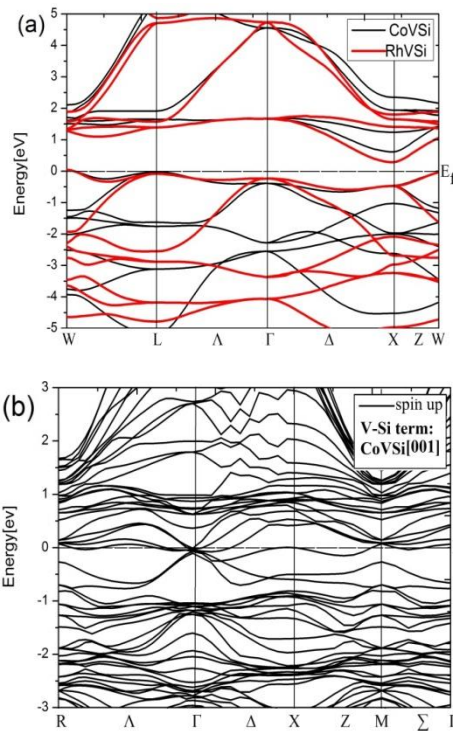 (a)
5
4
3
2
1
0
-1
-2
-3
-4
-5
Energy[eV]
CoVSi
RhVSi
E_f
W L Λ Γ Δ X Z W
(b)
3
2
1
0
-1
-2
-3
Energy[ev]
spin up
V-Si term:
CoVSi[001]
R Λ Γ Δ X Z M Σ